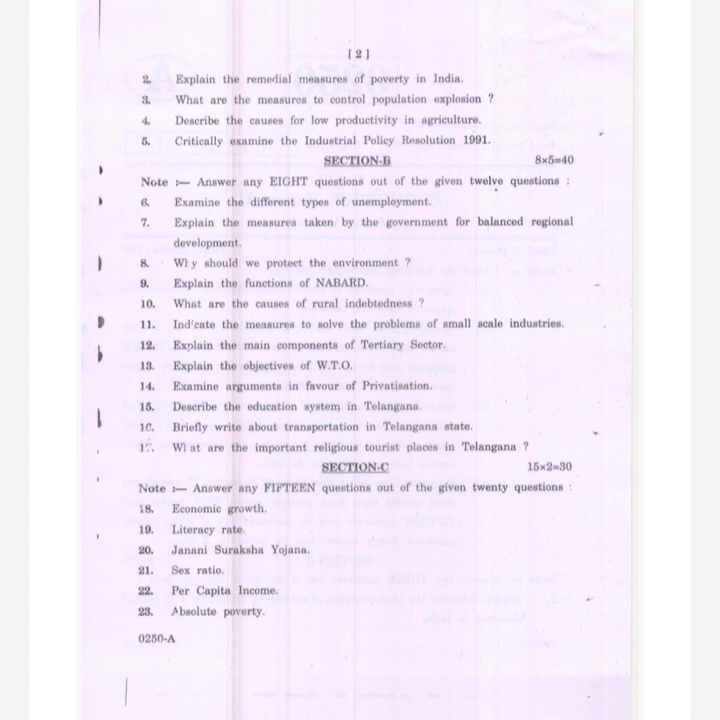 [ 2 ]
2. Explain the remedial measures of poverty in India.
3. What are the measures to control population explosion ?
4. Describe the causes for low productivity in agriculture.
5. Critically examine the Industrial Policy Resolution 1991.
SECTION-B 8×5=40
Note :— Answer any EIGHT questions out of the given twelve questions :
6. Examine the different types of unemployment.
7. Explain the measures taken by the government for balanced regional
development.
8. Why should we protect the environment ?
9. Explain the functions of NABARD.
10. What are the causes of rural indebtedness ?
11. Indicate the measures to solve the problems of small scale industries.
12. Explain the main components of Tertiary Sector.
13. Explain the objectives of W.T.O.
14. Examine arguments in favour of Privatisation.
15. Describe the education system in Telangana.
16. Briefly write about transportation in Telangana state.
17. What are the important religious tourist places in Telangana ?
SECTION-C 15×2=30
Note :— Answer any FIFTEEN questions out of the given twenty questions :
18. Economic growth.
19. Literacy rate.
20. Janani Suraksha Yojana.
21. Sex ratio.
22. Per Capita Income.
23. Absolute poverty.
0250-A